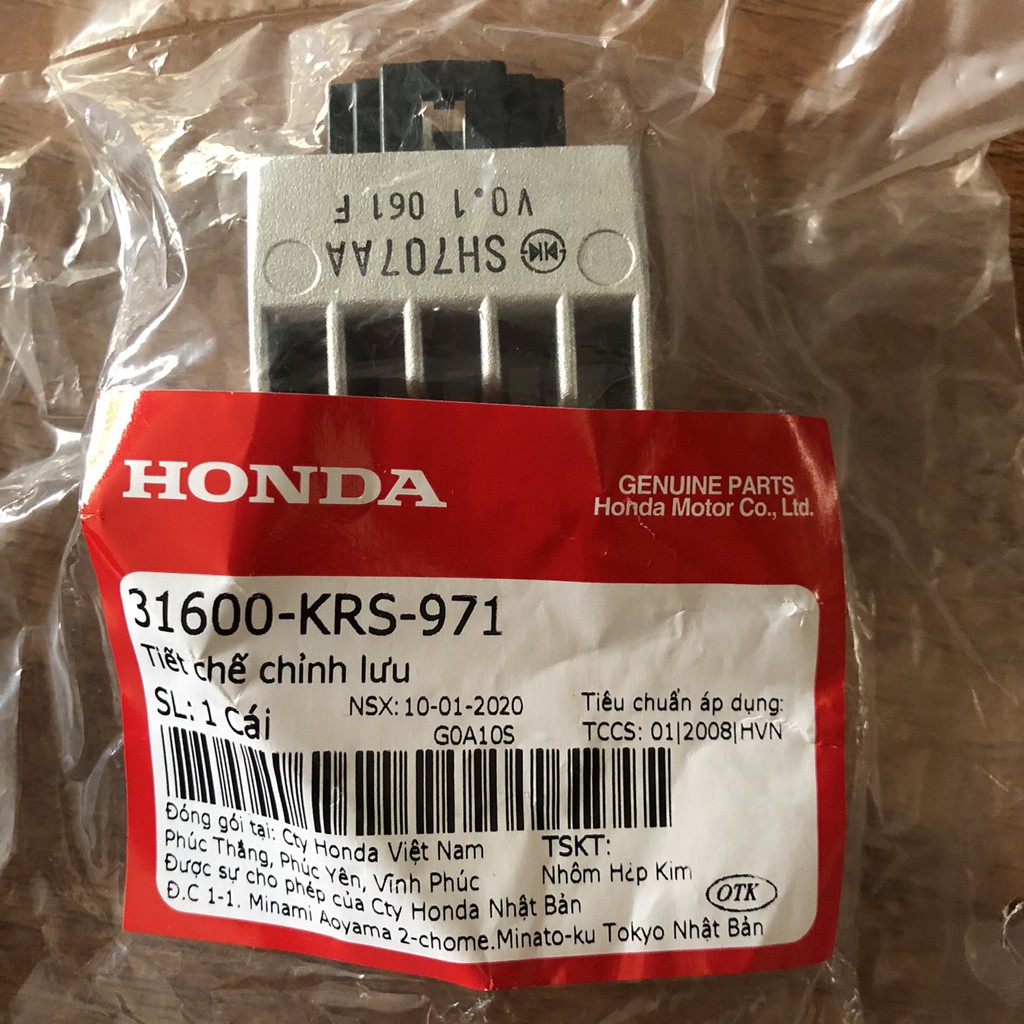 V0.1 061 F
SH707AA
HONDA
GENUINE PARTS
Honda Motor Co., Ltd.
31600-KRS-971
Tiết chế chỉnh lưu
SL: 1 Cái
NSX: 10-01-2020
G0A10S
Tiêu chuẩn áp dụng:
TCCS: 01|2008|HVN
Đóng gói tại: Cty Honda Việt Nam
Phúc Thắng, Phúc Yên, Vĩnh Phúc
Được sự cho phép của Cty Honda Nhật Bản
Đ.C 1-1. Minami Aoyama 2-chome.Minato-ku Tokyo Nhật Bản
TSKT:
Nhôm Hợp Kim
OTK